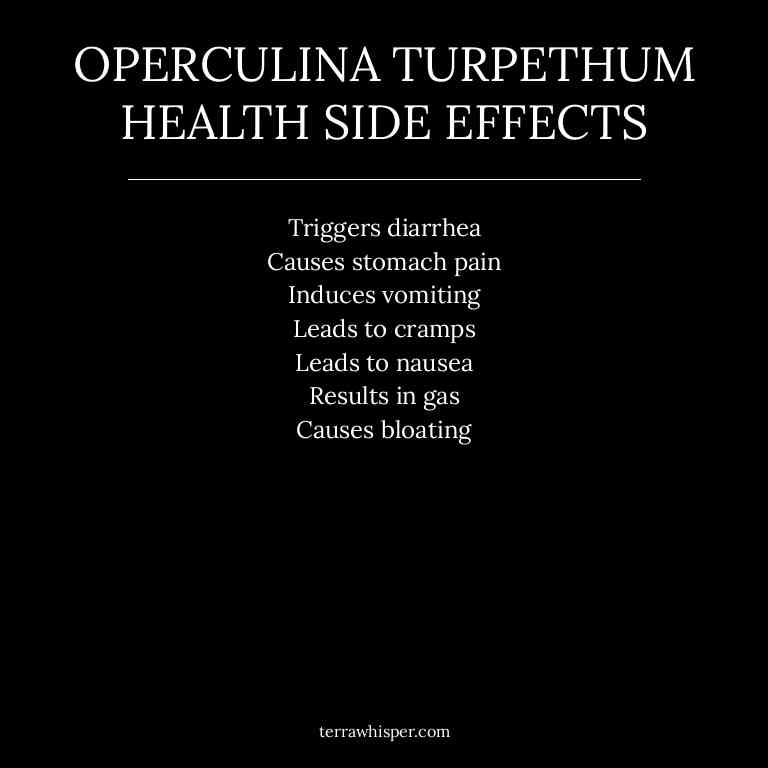 OPERCULINA TURPETHUM
HEALTH SIDE EFFECTS
Triggers diarrhea
Causes stomach pain
Induces vomiting
Leads to cramps
Leads to nausea
Results in gas
Causes bloating
terrawhisper.com